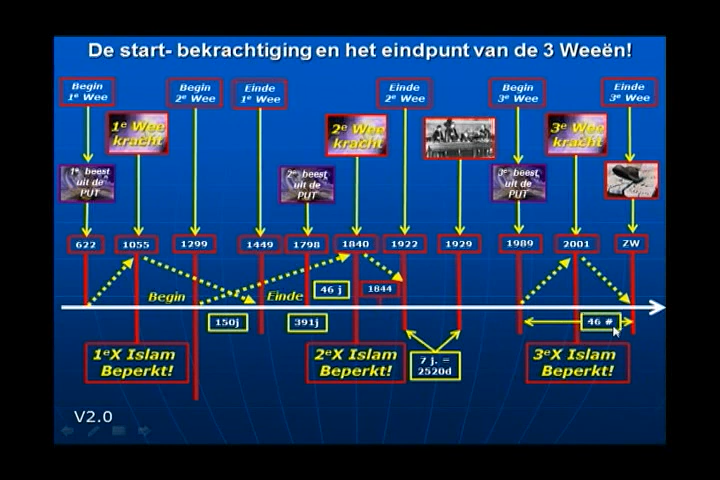 De start- bekrachtiging en het eindpunt van de 3 Weeën!
Begin
1e Wee
Begin
2e Wee
Einde
1e Wee
Einde
2e Wee
Begin
3e Wee
Einde
3e Wee
1e Wee
kracht
2e Wee
kracht
3e Wee
kracht
1e beest
uit de
PUT
2e beest
uit de
PUT
3e beest
uit de
PUT
622
1055
1299
1449
1798
1840
1922
1929
1989
2001
ZW
Begin
Einde
46 j
1844
150j
391j
46 #
1eX Islam
Beperkt!
2eX Islam
Beperkt!
7 j. =
2520d
3eX Islam
Beperkt!
V2.0